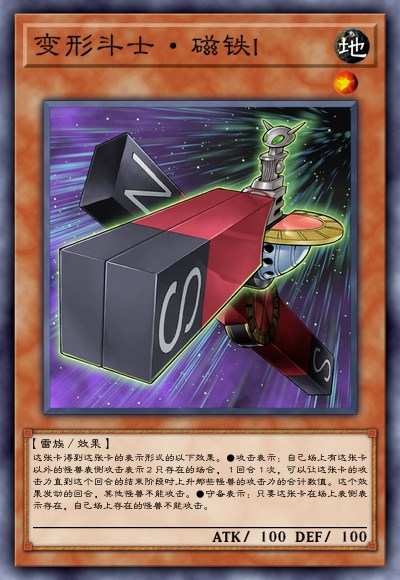 变形斗士·磁铁1
地
N
S
S
【雷族／效果】
这张卡得到这张卡的表示形式的以下效果。●攻击表示：自己场上有这张卡
以外的怪兽表侧攻击表示2只存在的场合，1回合1次，可以让这张卡的攻
击力直到这个回合的结束阶段时上升那些怪兽的攻击力的合计数值。这个效
果发动的回合，其他怪兽不能攻击。●守备表示：只要这张卡在场上表侧表
示存在，自己场上存在的怪兽不能攻击。
ATK/ 100 DEF/ 100